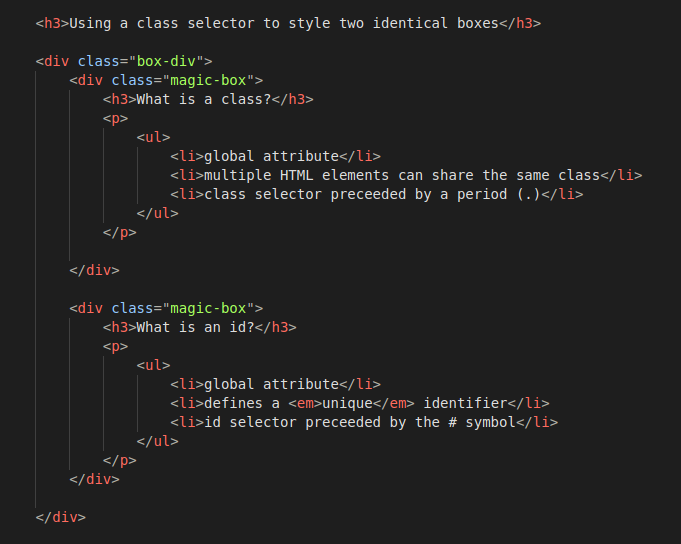 <h3>Using a class selector to style two identical boxes</h3>
<div class="box-div">
<div class="magic-box">
<h3>What is a class?</h3>
<p>
<ul>
<li>global attribute</li>
<li>multiple HTML elements can share the same class</li>
<li>class selector preceeded by a period (.)</li>
</ul>
</p>
</div>
<div class="magic-box">
<h3>What is an id?</h3>
<p>
<ul>
<li>global attribute</li>
<li>defines a <em>unique</em> identifier</li>
<li>id selector preceeded by the # symbol</li>
</ul>
</p>
</div>
</div>